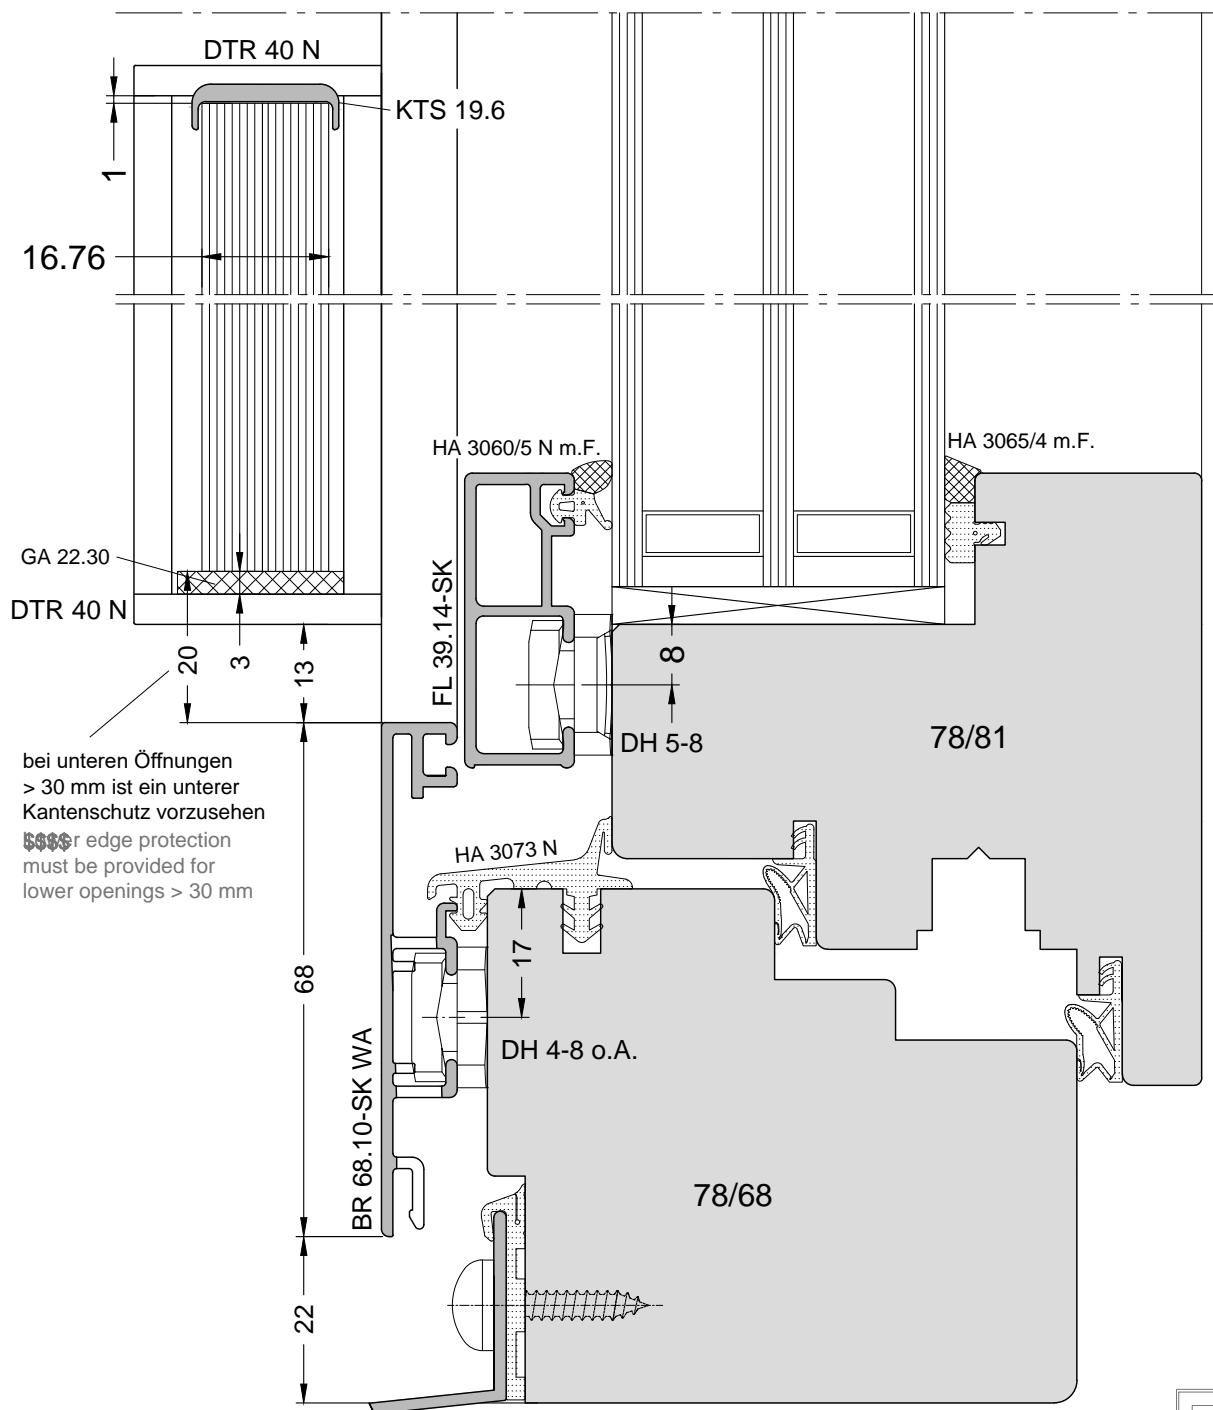 DTR 40 N
KTS 19.6
1
16.76
HA 3060/5 N m.F.
HA 3065/4 m.F.
GA 22.30
DTR 40 N
FL 39.14-SK
20
3
13
8
DH 5-8
78/81
bei unteren Öffnungen
> 30 mm ist ein unterer
Kantenschutz vorzusehen
edge protection
must be provided for
lower openings > 30 mm
HA 3073 N
17
68
DH 4-8 o.A.
BR 68.10-SK WA
78/68
22